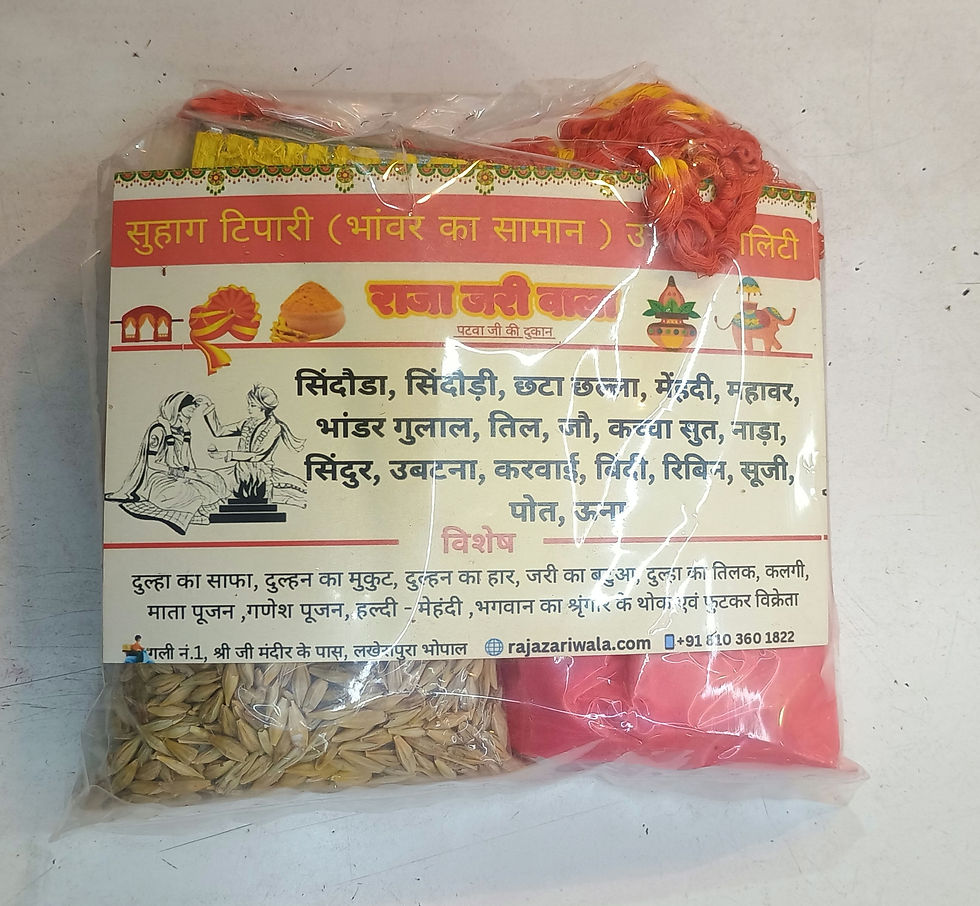 सुहाग टिपारी ( भांवर का सामान )
राजा जरी वाला
पटवा जी की दुकान
सिंदौडा, सिंदौड़ी, छटा छल्ला, मेंहदी, महावर,
भांडर गुलाल, तिल, जौ, कच्चा सुत, नाड़ा,
सिंदुर, उबटना, करवाई, बिंदी, रिबिन, सूजी,
पोत, ऊना
विशेष
दुल्हा का साफा, दुल्हन का मुकुट, दुल्हन का हार, जरी का बटुआ, दुल्हा का तिलक, कलगी,
माता पूजन ,गणेश पूजन, हल्दी - मेहंदी ,भगवान का श्रृंगार के थोक एवं फुटकर विक्रेता
गली नं.1, श्री जी मंदीर के पास, लखेरापुरा भोपाल rajazariwala.com +91 810 360 1822